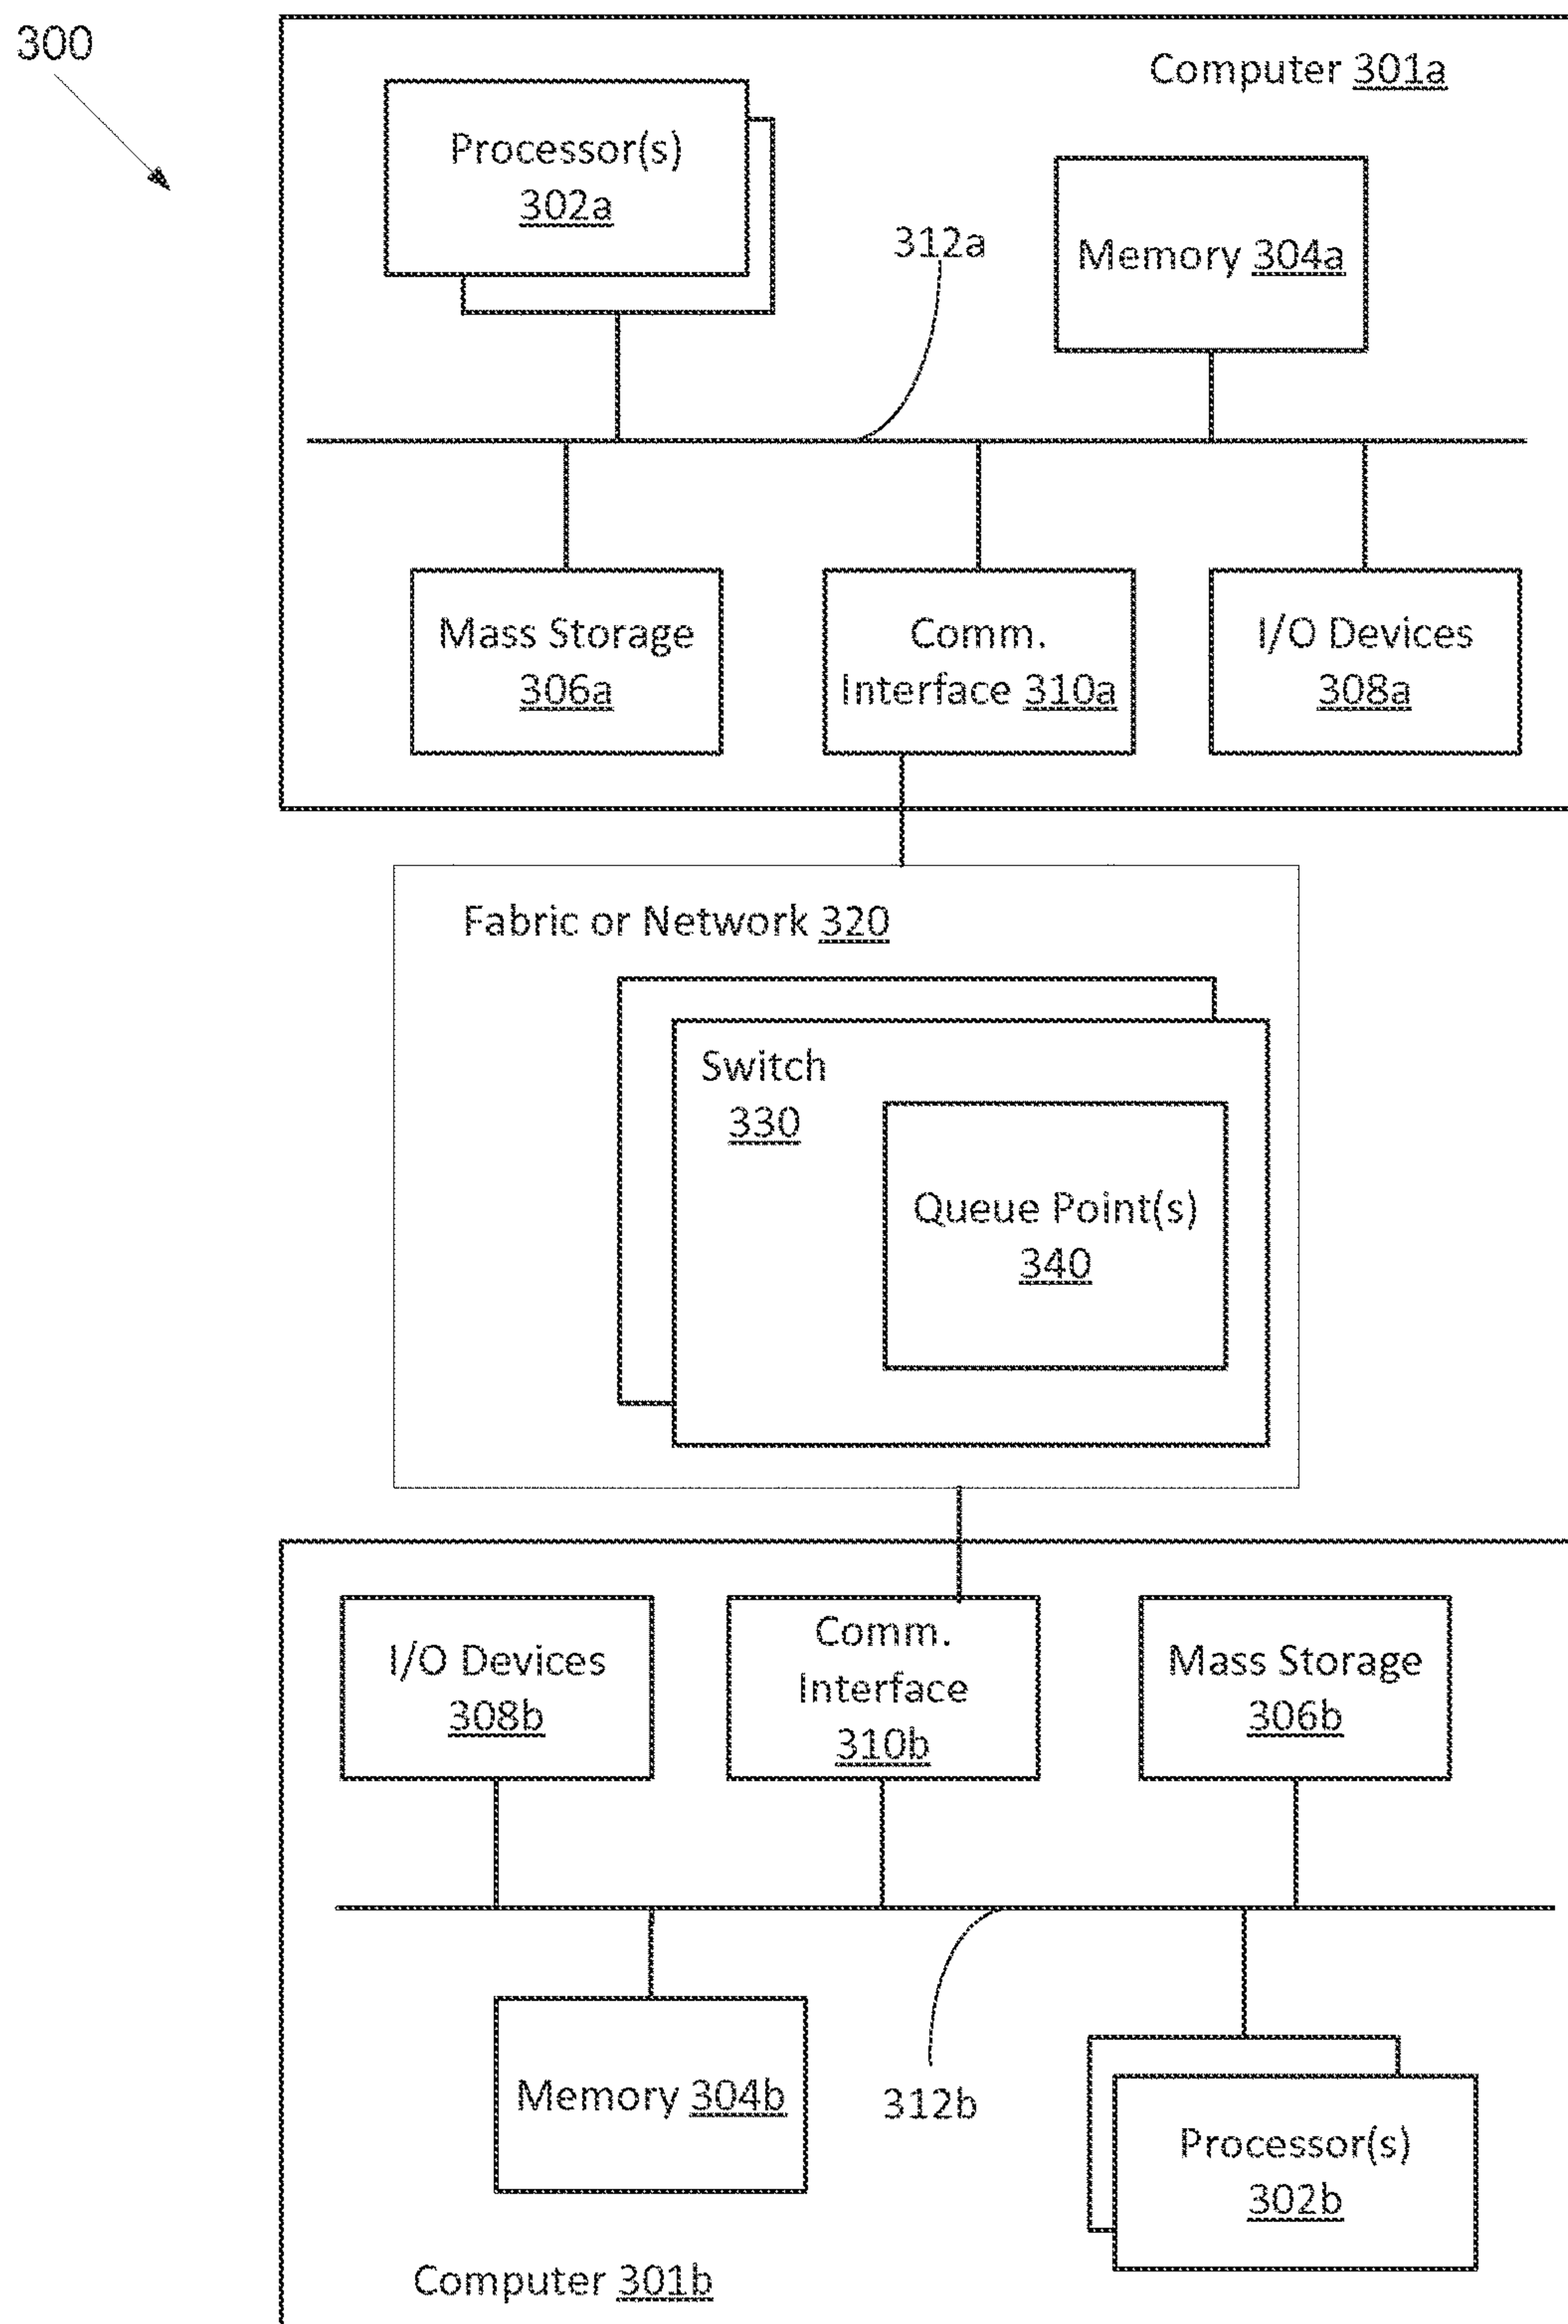 300
Computer 301a
Processor(s)
302a
312a
Memory 304a
Mass Storage
306a
Comm.
Interface 310a
I/O Devices
308a
Fabric or Network 320
Switch
330
Queue Point(s)
340
I/O Devices
308b
Comm.
Interface
310b
Mass Storage
306b
Memory 304b
312b
Processor(s)
302b
Computer 301b